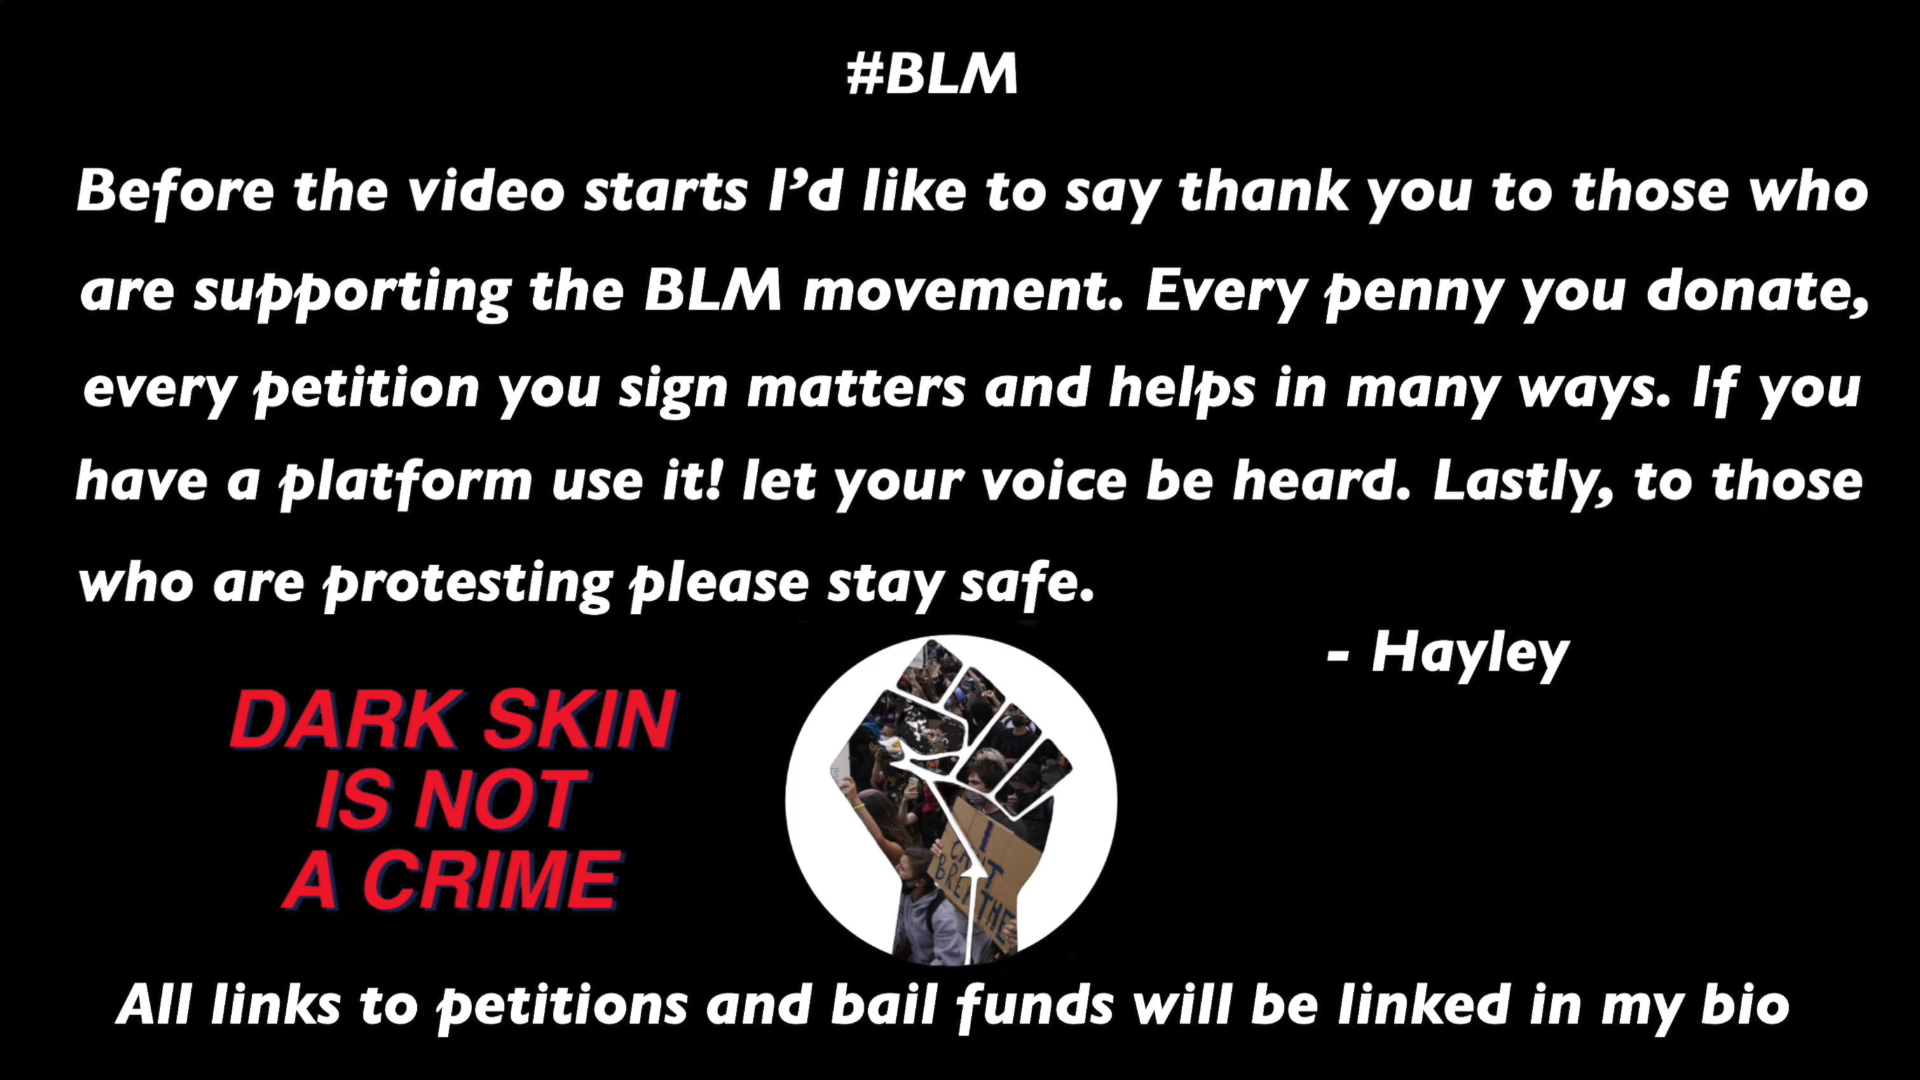 #BLM
Before the video starts I’d like to say thank you to those who
are supporting the BLM movement. Every penny you donate,
every petition you sign matters and helps in many ways. If you
have a platform use it! let your voice be heard. Lastly, to those
who are protesting please stay safe.
- Hayley
DARK SKIN
IS NOT
A CRIME
I
CAN'T
BREATHE
All links to petitions and bail funds will be linked in my bio